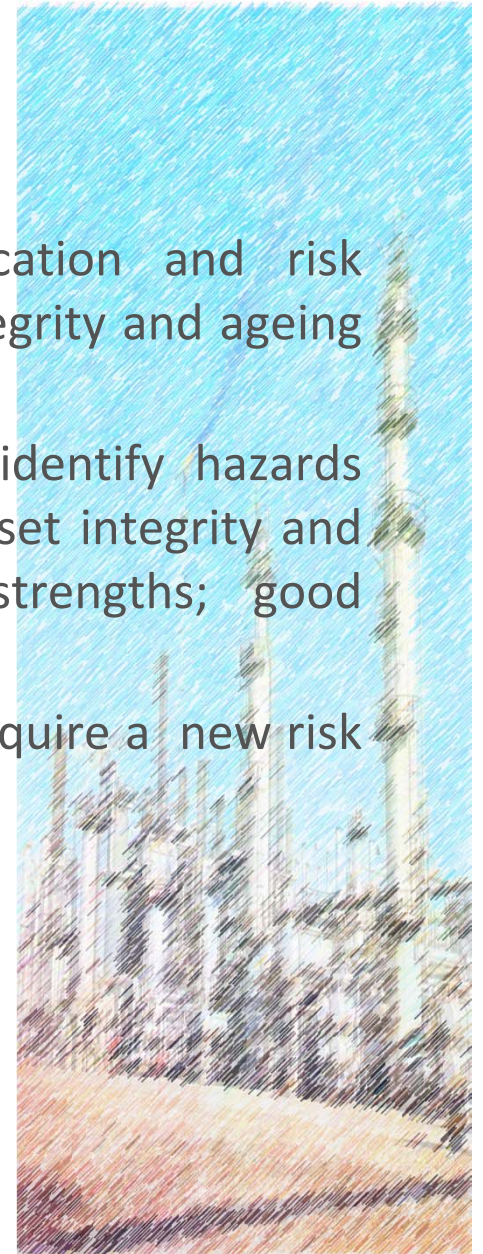 cation and risk
egrity and ageing
identify hazards
set integrity and
strengths; good
quire a new risk